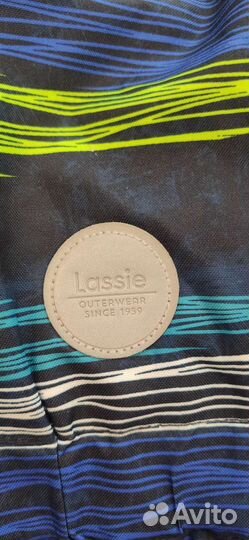 Lassie
OUTERWEAR
SINCE 1959
Avito